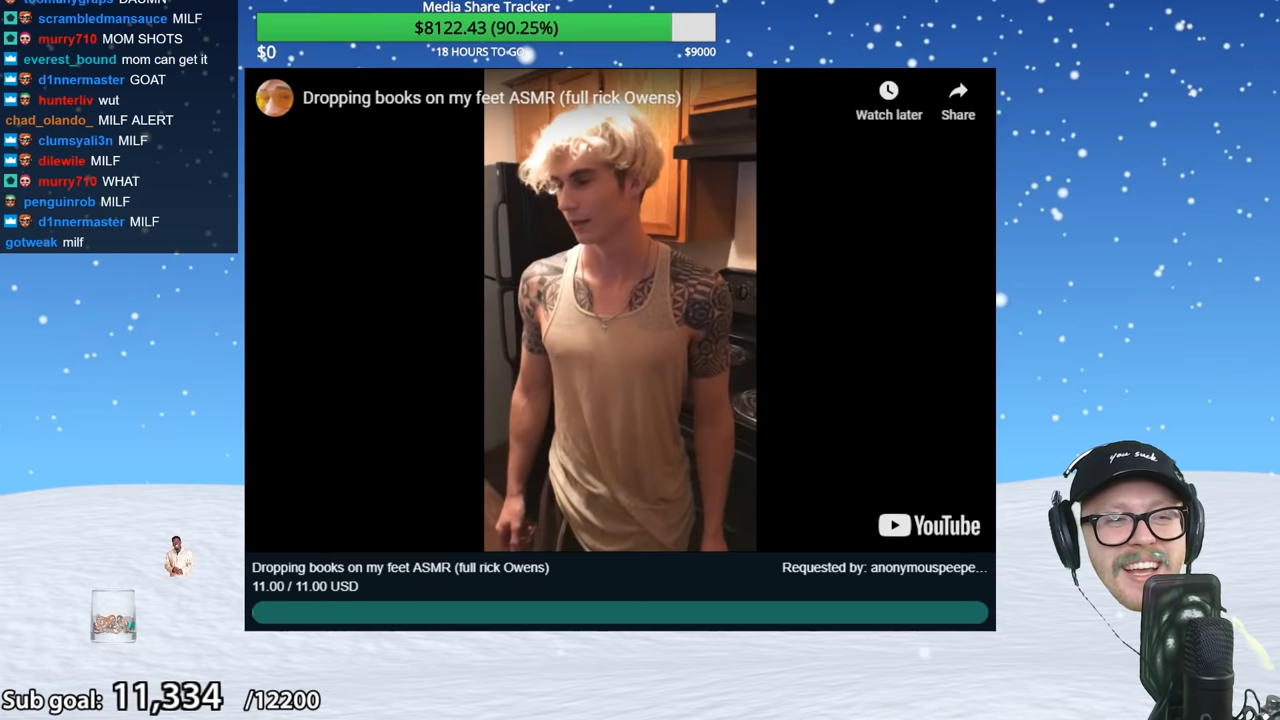 scrambledmansauce MILF
murry710 MOM SHOTS
everest_bound mom can get it
d1nnermaster GOAT
hunterliv wut
chad_olando_ MILF ALERT
clumsyali3n MILF
dilewile MILF
murry710 WHAT
penguinrob MILF
d1nnermaster MILF
gotweak milf
Media Share Tracker
$8122.43 (90.25%)
$0 18 HOURS TO GO $9000
Dropping books on my feet ASMR (full rick Owens)
Watch later Share
YouTube
Dropping books on my feet ASMR (full rick Owens) Requested by: anonymouspeepe...
11.00 / 11.00 USD
you suck
Sub goal: 11,334 /12200